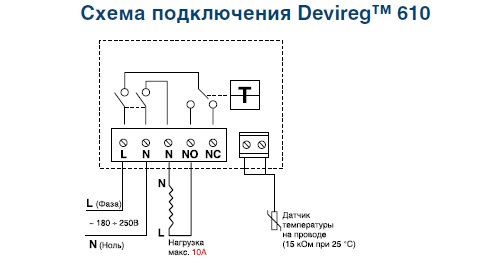 Схема подключения Devireg™ 610
T
L N N NO NC
L (Фаза)
~ 180 ÷ 250В
N (Ноль)
N
L
Нагрузка
макс. 10А
Датчик
температуры
на проводе
(15 кОм при 25 °C)